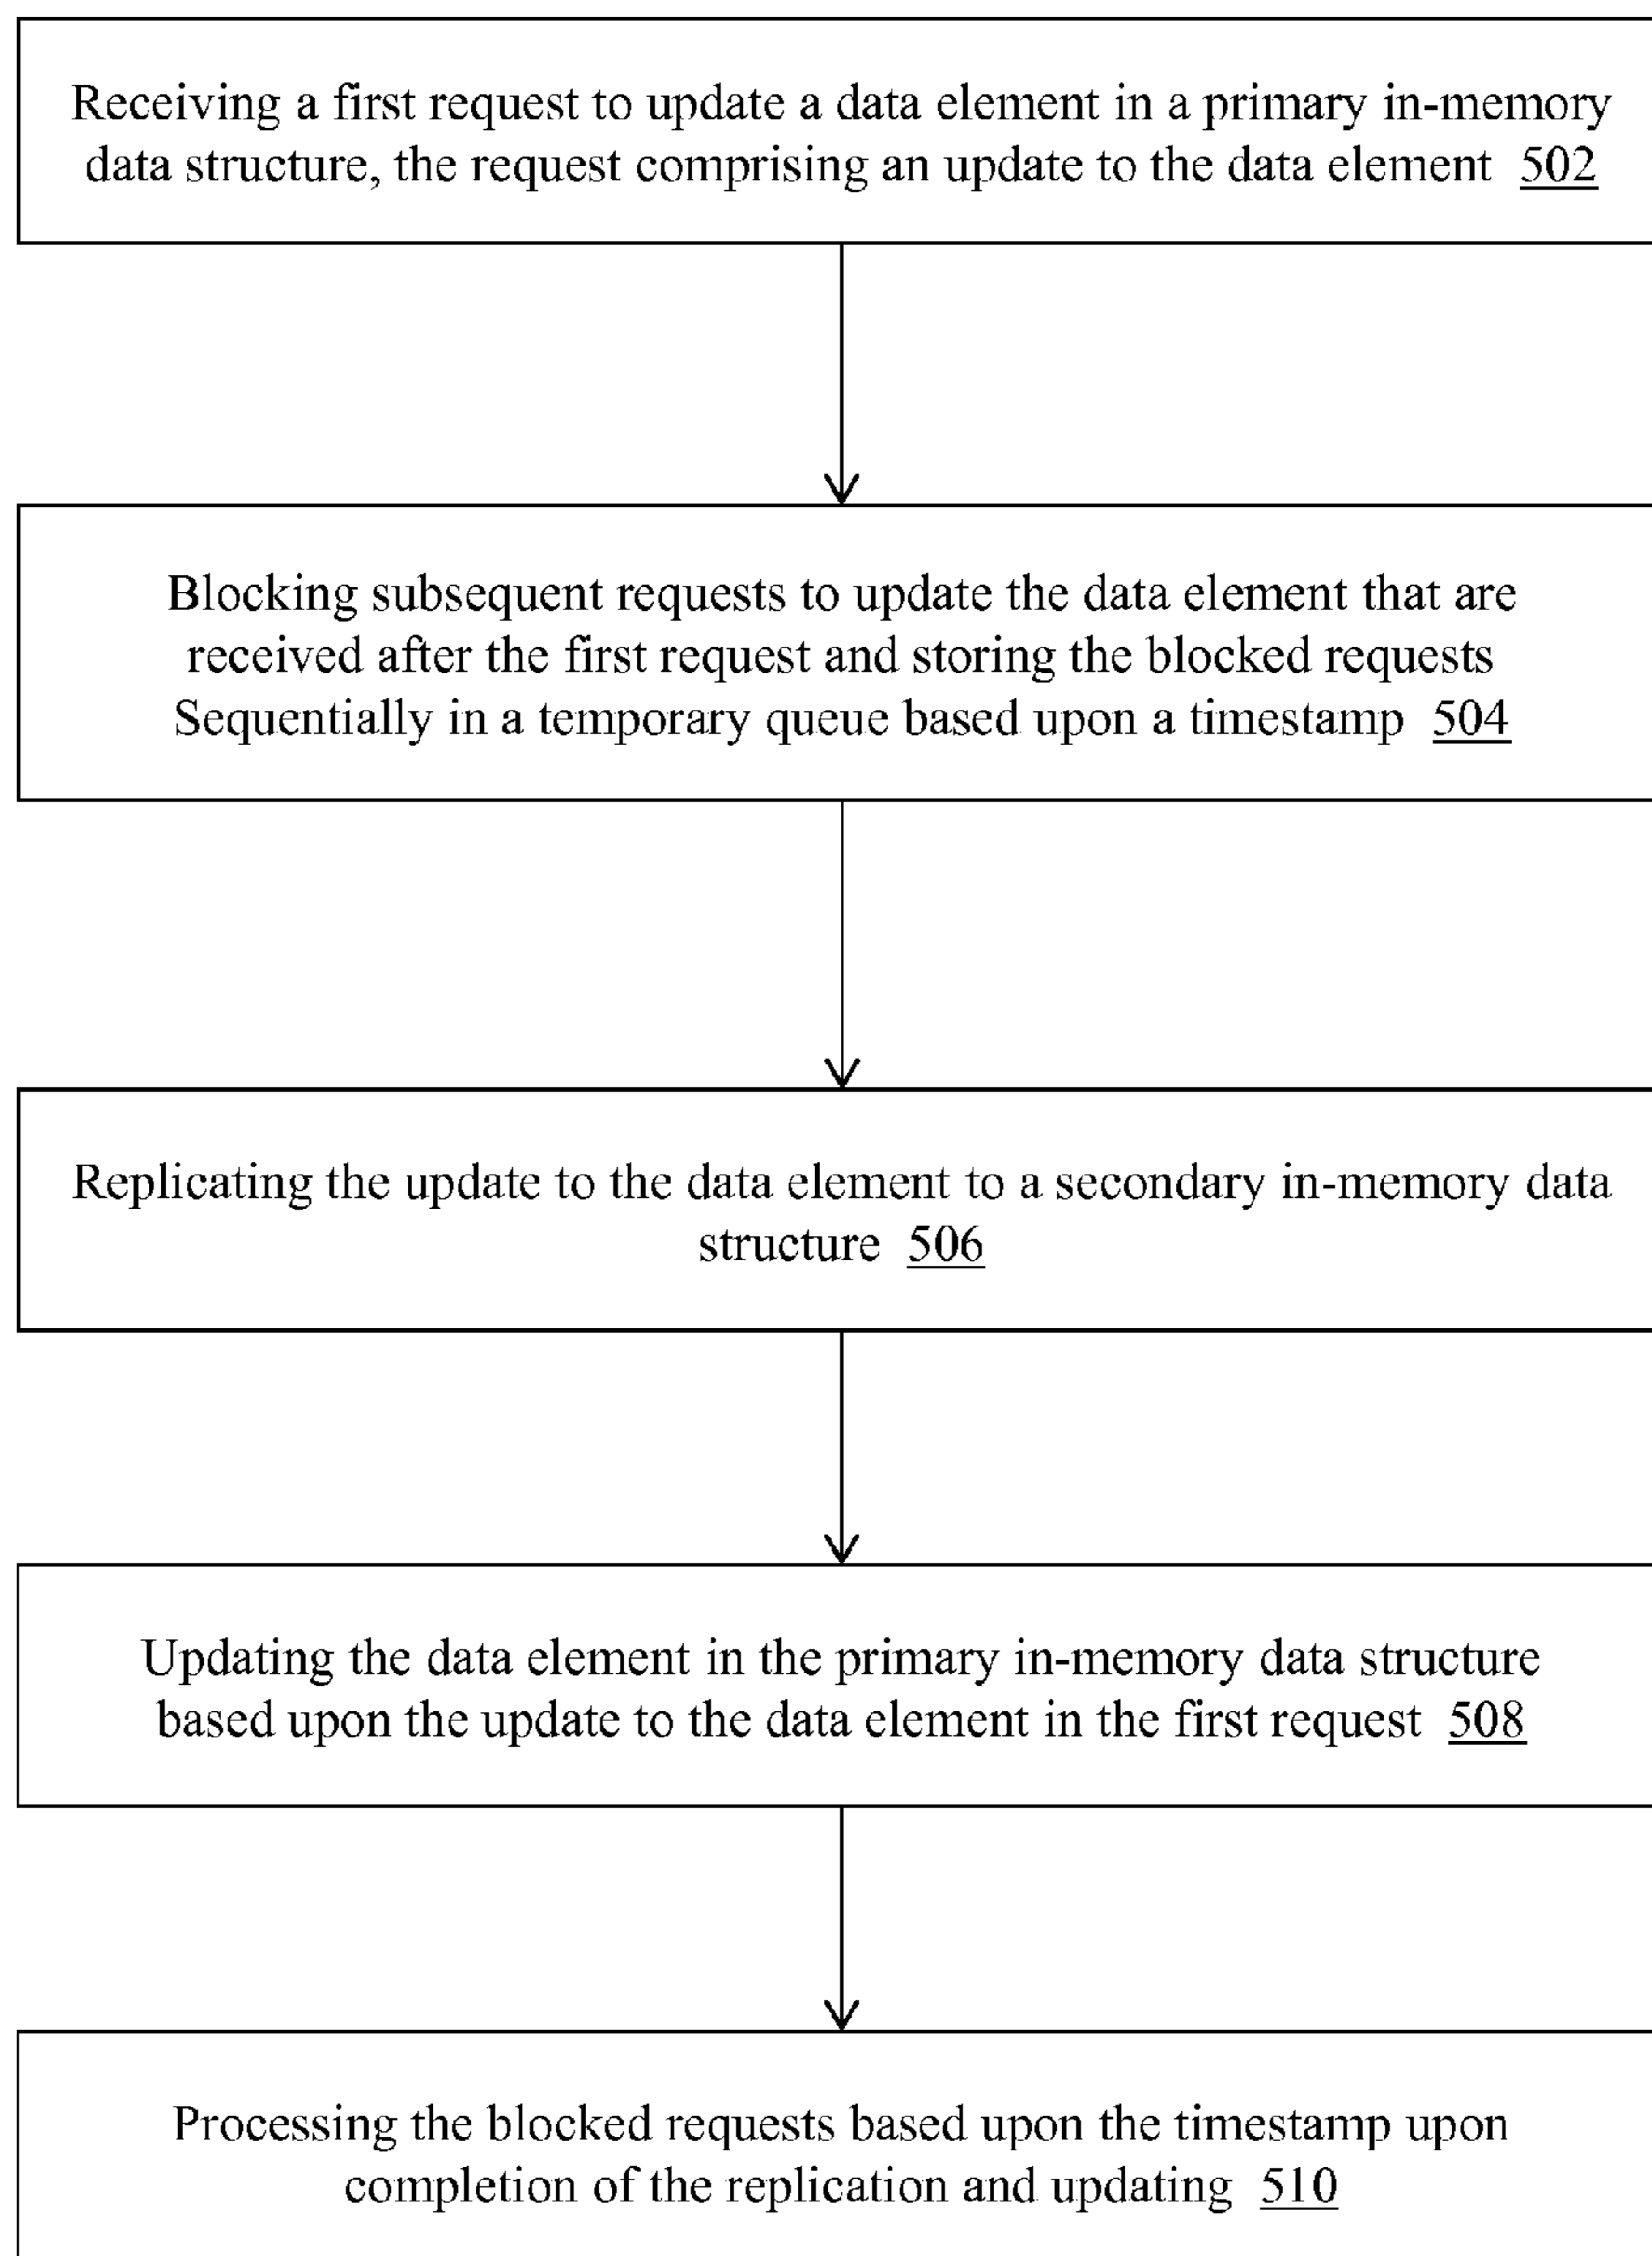 Receiving a first request to update a data element in a primary in-memory
data structure, the request comprising an update to the data element 502
Blocking subsequent requests to update the data element that are
received after the first request and storing the blocked requests
Sequentially in a temporary queue based upon a timestamp 504
Replicating the update to the data element to a secondary in-memory data
structure 506
Updating the data element in the primary in-memory data structure
based upon the update to the data element in the first request 508
Processing the blocked requests based upon the timestamp upon
completion of the replication and updating 510